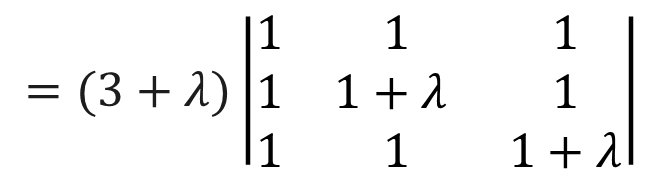 = (3 + λ) |1 1 1|
|1 1 + λ 1|
|1 1 1 + λ|